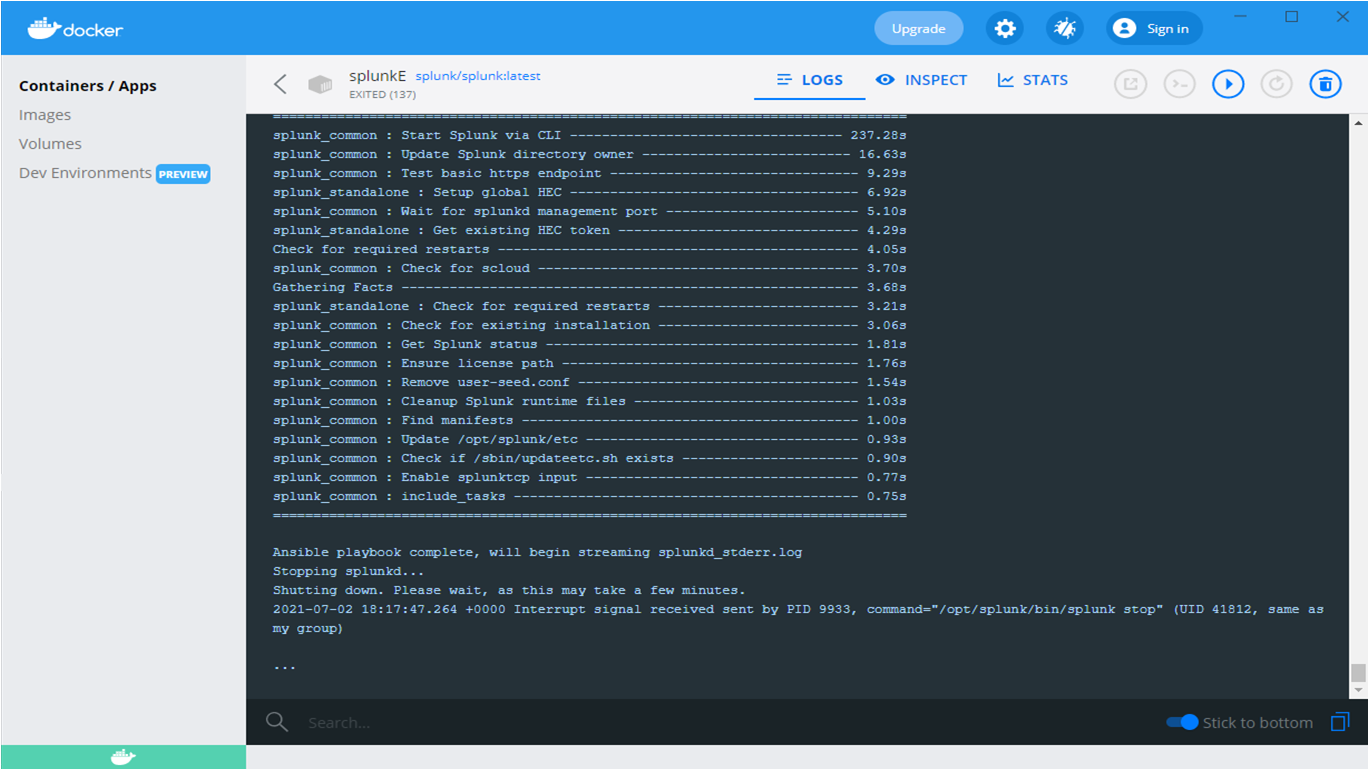 docker
Upgrade
Sign in
Containers / Apps
Images
Volumes
Dev Environments PREVIEW
splunkE splunk/splunk:latest
EXITED (137)
LOGS
INSPECT
STATS
===============================================================================
splunk_common : Start Splunk via CLI ---------------------------------- 237.28s
splunk_common : Update Splunk directory owner -------------------------- 16.63s
splunk_common : Test basic https endpoint ------------------------------- 9.29s
splunk_standalone : Setup global HEC ------------------------------------ 6.92s
splunk_common : Wait for splunkd management port ------------------------ 5.10s
splunk_standalone : Get existing HEC token ------------------------------ 4.29s
Check for required restarts --------------------------------------------- 4.05s
splunk_common : Check for scloud ---------------------------------------- 3.70s
Gathering Facts --------------------------------------------------------- 3.68s
splunk_standalone : Check for required restarts ------------------------- 3.21s
splunk_common : Check for existing installation ------------------------- 3.06s
splunk_common : Get Splunk status --------------------------------------- 1.81s
splunk_common : Ensure license path ------------------------------------- 1.76s
splunk_common : Remove user-seed.conf ----------------------------------- 1.54s
splunk_common : Cleanup Splunk runtime files ---------------------------- 1.03s
splunk_common : Find manifests ------------------------------------------ 1.00s
splunk_common : Update /opt/splunk/etc ---------------------------------- 0.93s
splunk_common : Check if /sbin/updateetc.sh exists ---------------------- 0.90s
splunk_common : Enable splunktcp input ---------------------------------- 0.77s
splunk_common : include_tasks ------------------------------------------- 0.75s
===============================================================================
Ansible playbook complete, will begin streaming splunkd_stderr.log
Stopping splunkd...
Shutting down. Please wait, as this may take a few minutes.
2021-07-02 18:17:47.264 +0000 Interrupt signal received sent by PID 9933, command="/opt/splunk/bin/splunk stop" (UID 41812, same as
my group)
...
Search...
Stick to bottom